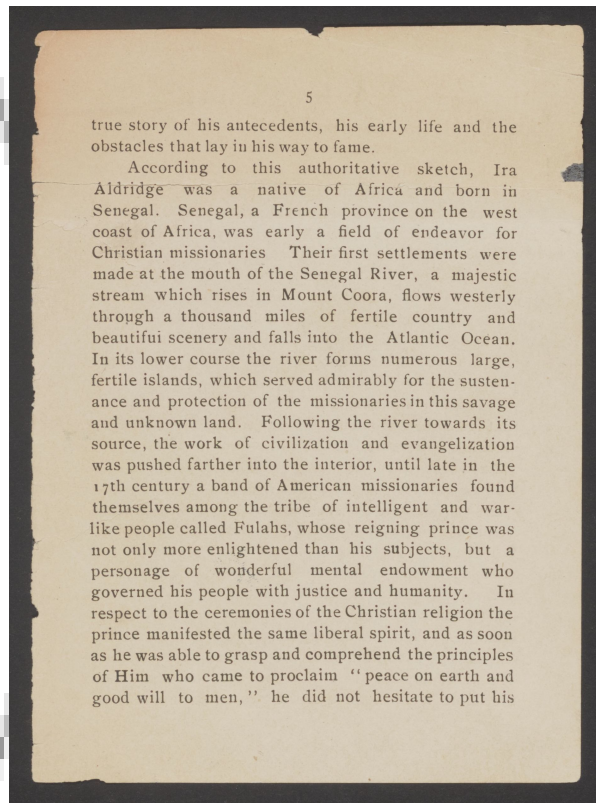 5
true story of his antecedents, his early life and the
obstacles that lay in his way to fame.
According to this authoritative sketch, Ira
Aldridge was a native of Africa and born in
Senegal. Senegal, a French province on the west
coast of Africa, was early a field of endeavor for
Christian missionaries Their first settlements were
made at the mouth of the Senegal River, a majestic
stream which rises in Mount Coora, flows westerly
through a thousand miles of fertile country and
beautiful scenery and falls into the Atlantic Ocean.
In its lower course the river forms numerous large,
fertile islands, which served admirably for the susten-
ance and protection of the missionaries in this savage
and unknown land. Following the river towards its
source, the work of civilization and evangelization
was pushed farther into the interior, until late in the
17th century a band of American missionaries found
themselves among the tribe of intelligent and war-
like people called Fulahs, whose reigning prince was
not only more enlightened than his subjects, but a
personage of wonderful mental endowment who
governed his people with justice and humanity. In
respect to the ceremonies of the Christian religion the
prince manifested the same liberal spirit, and as soon
as he was able to grasp and comprehend the principles
of Him who came to proclaim "peace on earth and
good will to men," he did not hesitate to put his